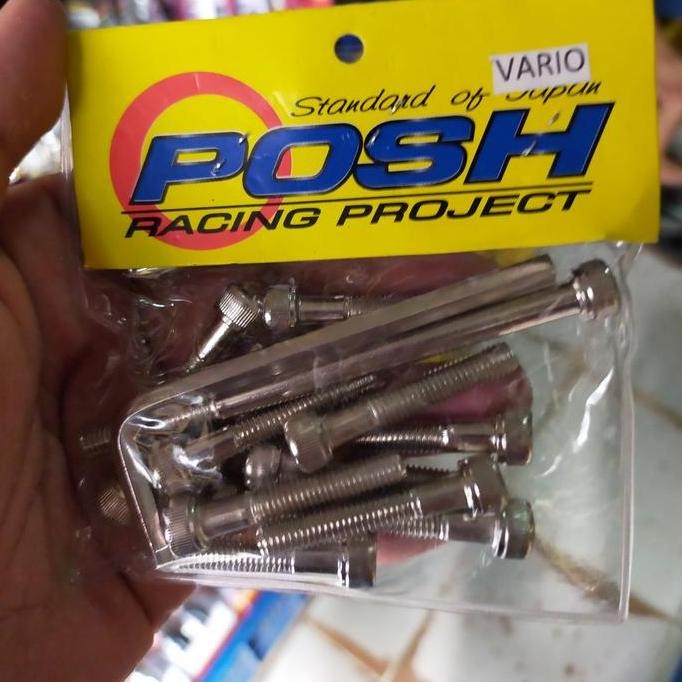 VARIO
Standard of Japan
POSH
RACING PROJECT